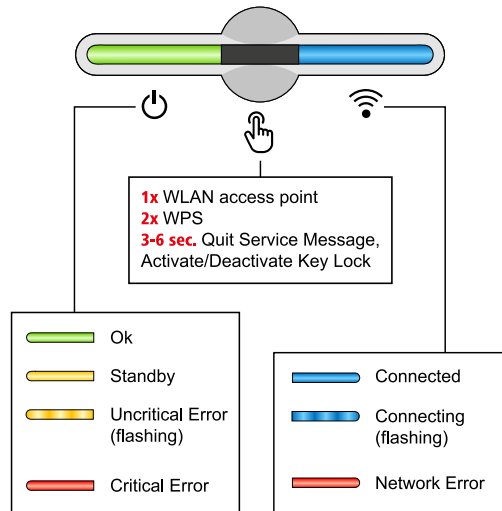 1x WLAN access point
2x WPS
3-6 sec. Quit Service Message,
Activate/Deactivate Key Lock
Ok
Standby
Uncritical Error
(flashing)
Critical Error
Connected
Connecting
(flashing)
Network Error